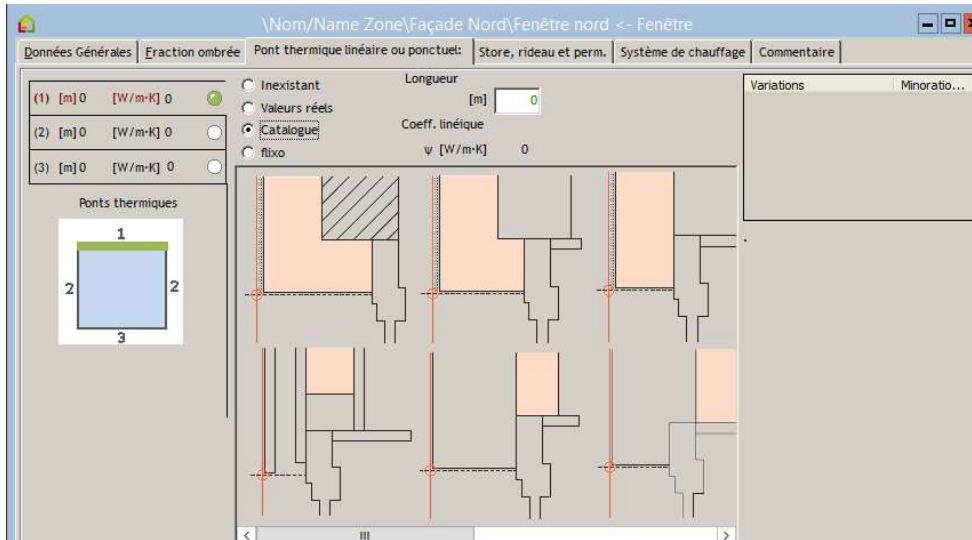 \Nom/Name Zone\Façade Nord\Fenêtre nord <- Fenêtre
Données Générales Fraction ombrée Pont thermique linéaire ou ponctuel: Store, rideau et perm. Système de chauffage Commentaire
(1) [m] 0 [W/m·K] 0
(2) [m] 0 [W/m·K] 0
(3) [m] 0 [W/m·K] 0
Ponts thermiques
1
2 2
3
Inexistant
Valeurs réels
Catalogue
flixo
Longueur
[m] 0
Coeff. linéique
ψ [W/m·K] 0
Variations Minoratio...